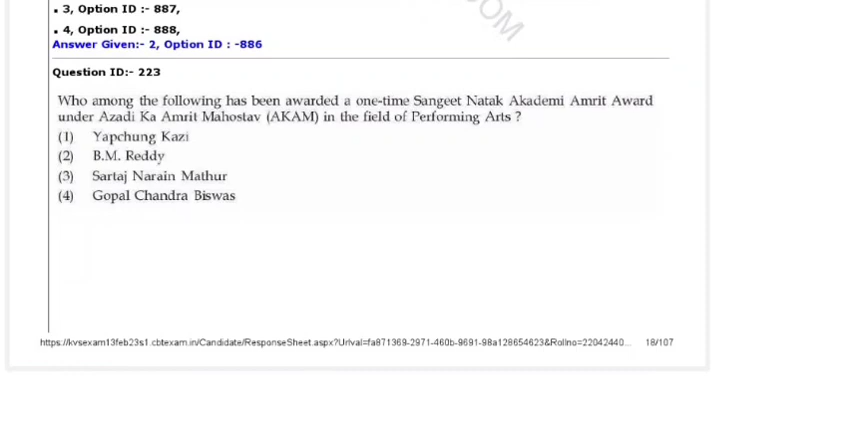 . 3, Option ID :- 887,
. 4, Option ID :- 888,
Answer Given:- 2, Option ID : -886
OM
Question ID:- 223
Who among the following has been awarded a one-time Sangeet Natak Akademi Amrit Award
under Azadi Ka Amrit Mahostav (AKAM) in the field of Performing Arts ?
(1) Yapchung Kazi
(2) B.M. Reddy
(3) Sartaj Narain Mathur
(4) Gopal Chandra Biswas
https://kvsexam13feb23s1.cbtexam.in/Candidate/ResponseSheet.aspx?Urlval=fa871369-2971-460b-9691-98a128654623&Rollno=22042440... 18/107